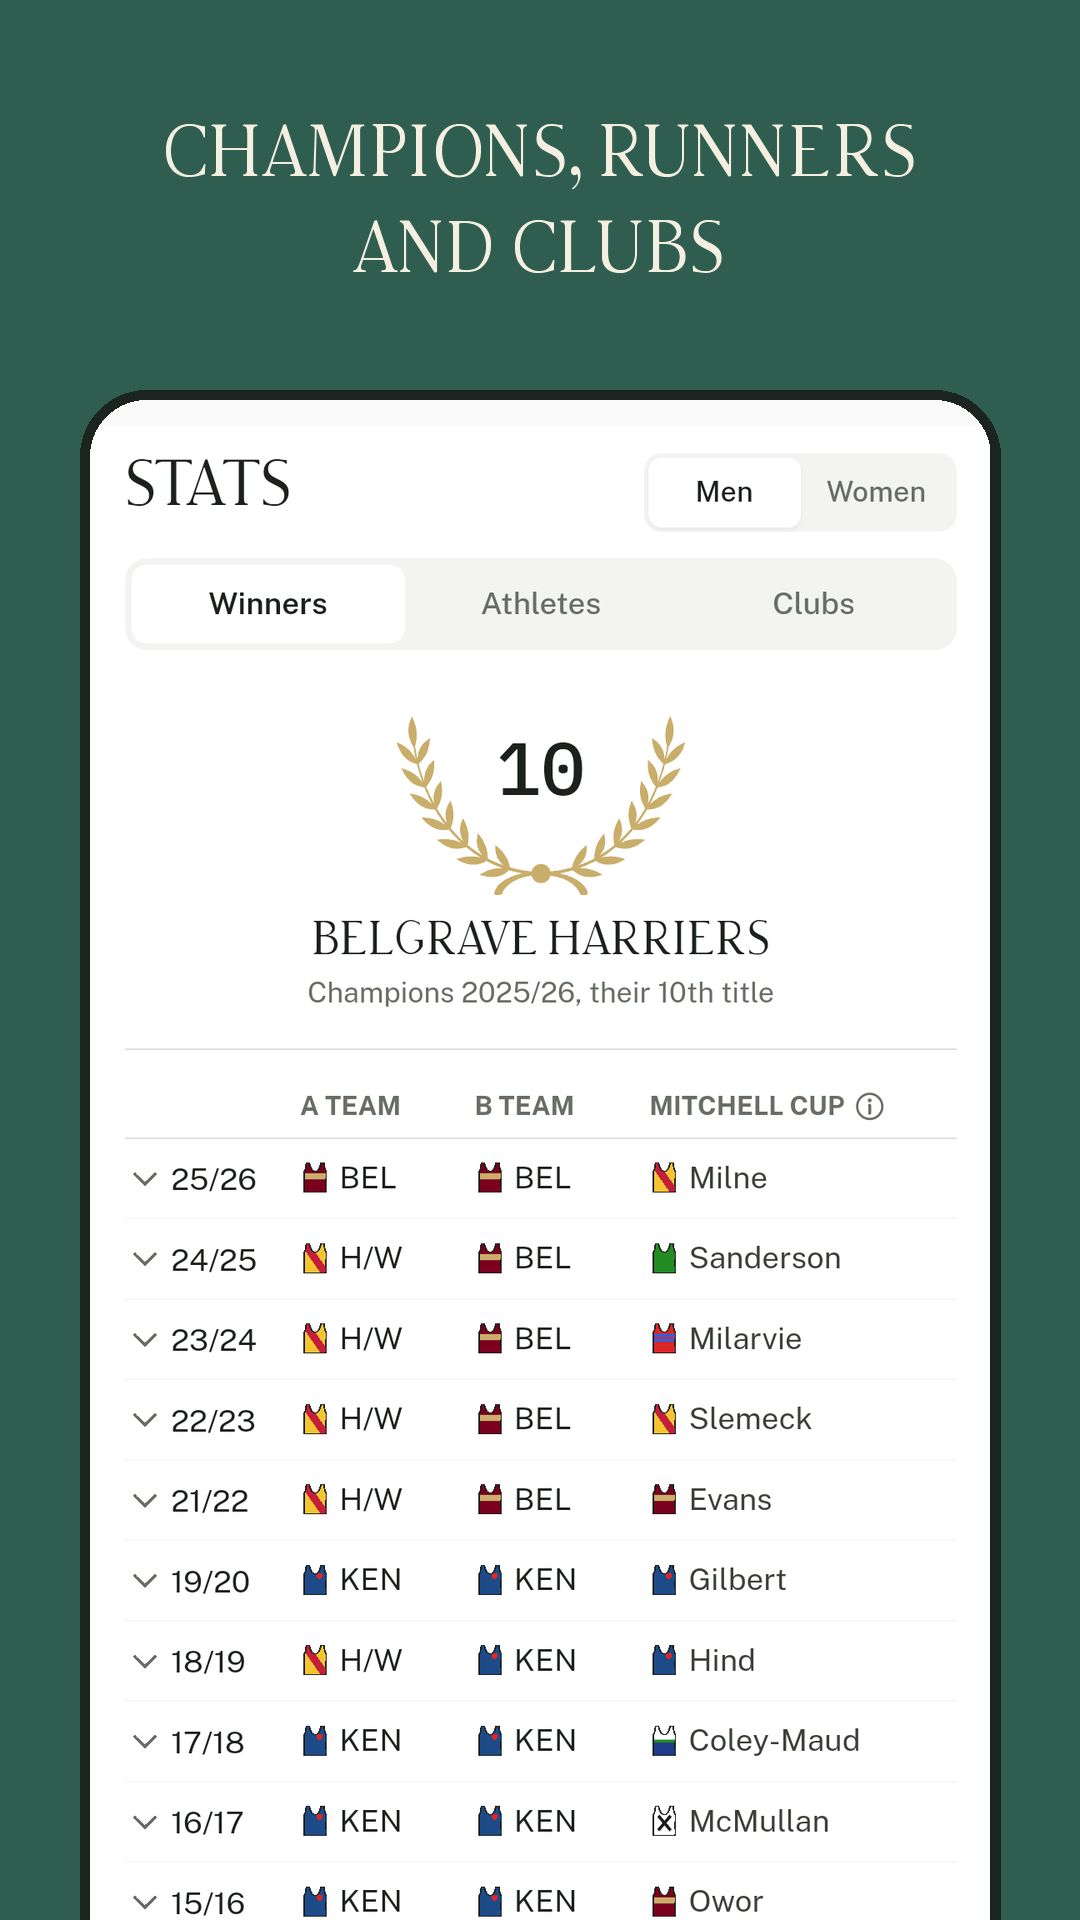 CHAMPIONS, RUNNERS
AND CLUBS
STATS
Men Women
Winners Athletes Clubs
10
BELGRAVE HARRIERS
Champions 2025/26, their 10th title
A TEAM B TEAM MITCHELL CUP
25/26 BEL BEL Milne
24/25 H/W BEL Sanderson
23/24 H/W BEL Milarvie
22/23 H/W BEL Slemeck
21/22 H/W BEL Evans
19/20 KEN KEN Gilbert
18/19 H/W KEN Hind
17/18 KEN KEN Coley-Maud
16/17 KEN KEN McMullan
15/16 KEN KEN Owor